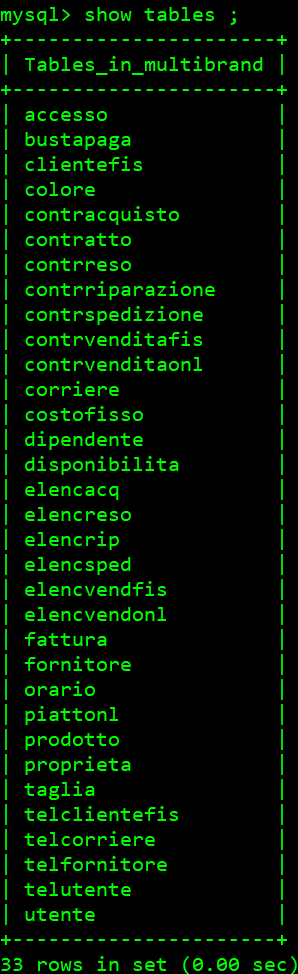 mysql> show tables ;
+-----------------------+
| Tables_in_multibrand |
+-----------------------+
| accesso |
| bustapaga |
| clientefis |
| colore |
| contracquisto |
| contratto |
| contrreso |
| contrriparazione |
| contrspedizione |
| contrvenditafis |
| contrvenditaonl |
| corriere |
| costofisso |
| dipendente |
| disponibilita |
| elencacq |
| elencreso |
| elencrip |
| elencsped |
| elencvendfis |
| elencvendonl |
| fattura |
| fornitore |
| orario |
| piattonl |
| prodotto |
| proprieta |
| taglia |
| telclientefis |
| telcorriere |
| telfornitore |
| telutente |
| utente |
+-----------------------+
33 rows in set (0.00 sec)